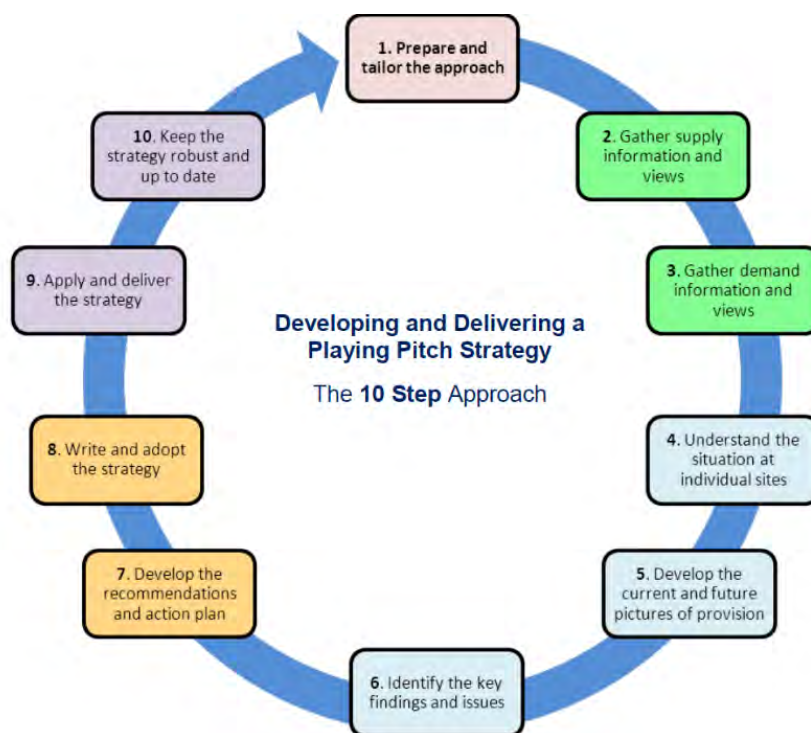 1. Prepare and
tailor the approach
2. Gather supply
information and
views
3. Gather demand
information and
views
4. Understand the
situation at
individual sites
5. Develop the
current and future
pictures of provision
6. Identify the key
findings and issues
7. Develop the
recommendations
and action plan
8. Write and adopt
the strategy
9. Apply and deliver
the strategy
10. Keep the
strategy robust and
up to date
Developing and Delivering a
Playing Pitch Strategy
The 10 Step Approach